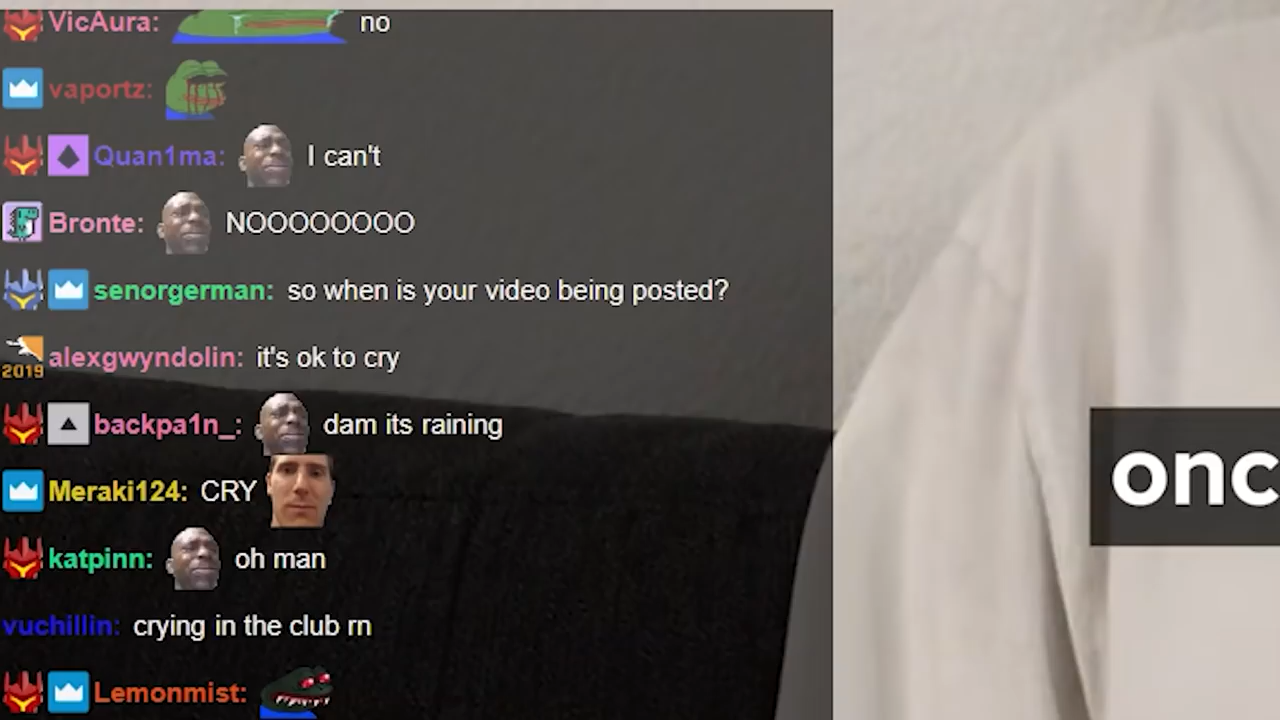 VicAura: no
vaportz:
Quan1ma: I can't
Bronte: NOOOOOOOO
senorgerman: so when is your video being posted?
2019 alexgwyndolin: it's ok to cry
backpa1n_: dam its raining
Meraki124: CRY
katpinn: oh man
vuchillin: crying in the club rn
Lemonmist:
onc